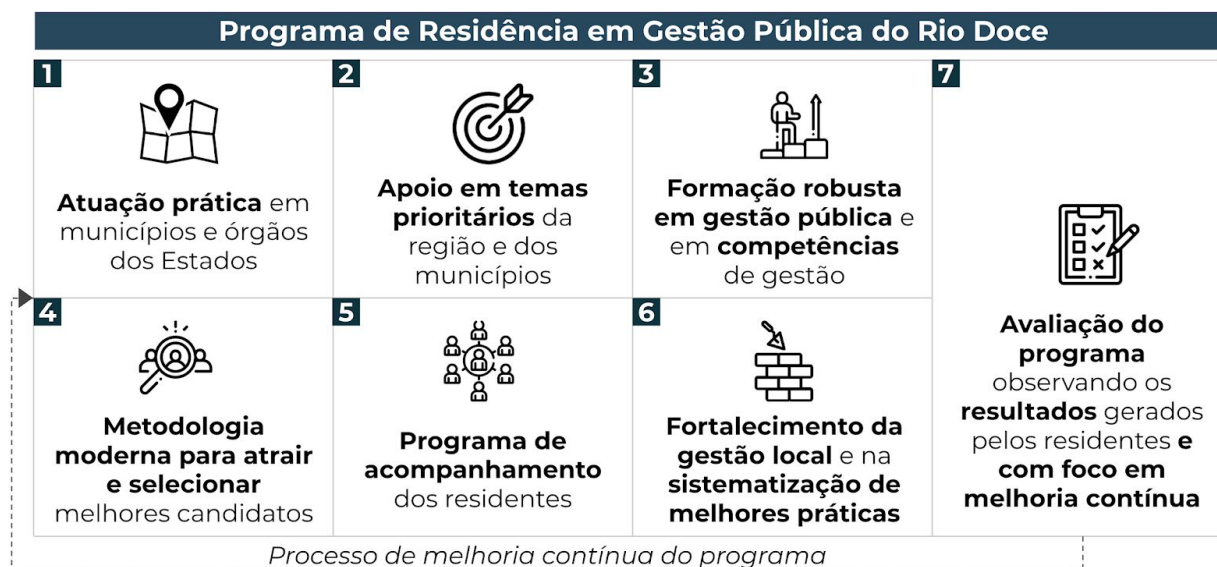 Programa de Residência em Gestão Pública do Rio Doce
1
Atuação prática em
municípios e órgãos
dos Estados
2
Apoio em temas
prioritários da
região e dos
municípios
3
Formação robusta
em gestão pública e
em competências
de gestão
4
Metodologia
moderna para atrair
e selecionar
melhores candidatos
5
Programa de
acompanhamento
dos residentes
6
Fortalecimento da
gestão local e na
sistematização de
melhores práticas
7
Avaliação do
programa
observando os
resultados gerados
pelos residentes e
com foco em
melhoria contínua
Processo de melhoria contínua do programa